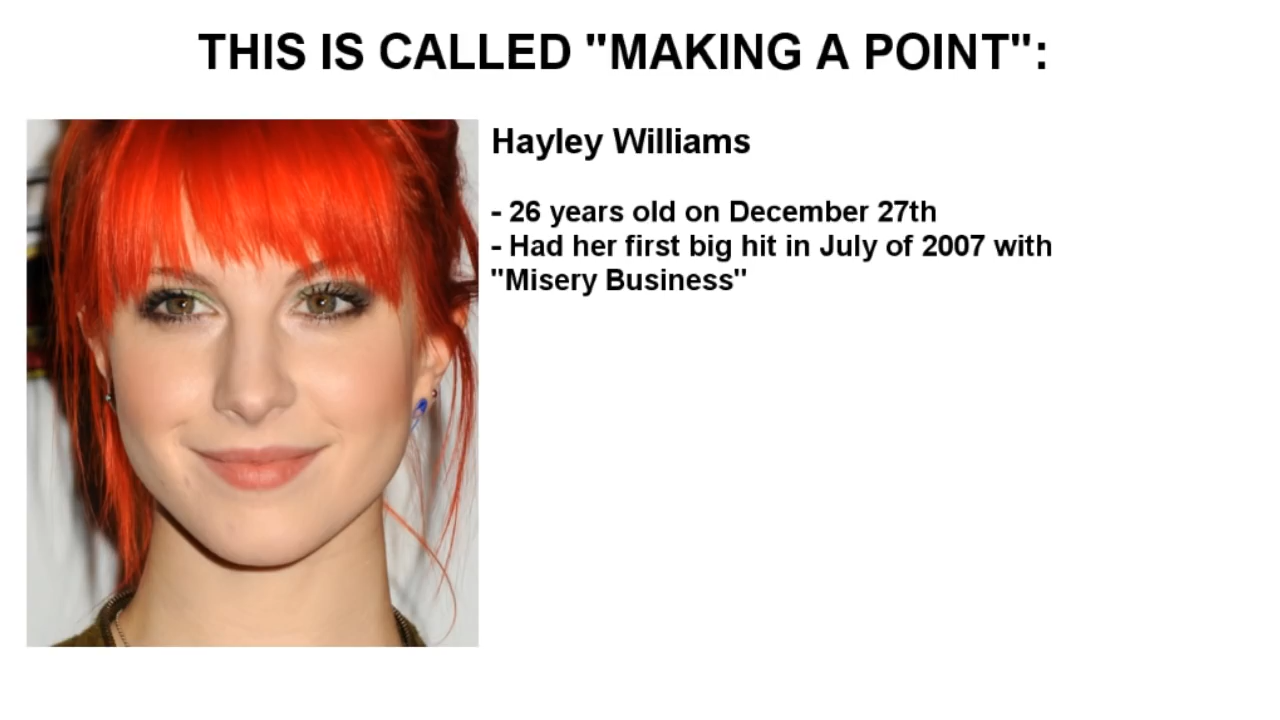 THIS IS CALLED "MAKING A POINT":
Hayley Williams
- 26 years old on December 27th
- Had her first big hit in July of 2007 with
"Misery Business"